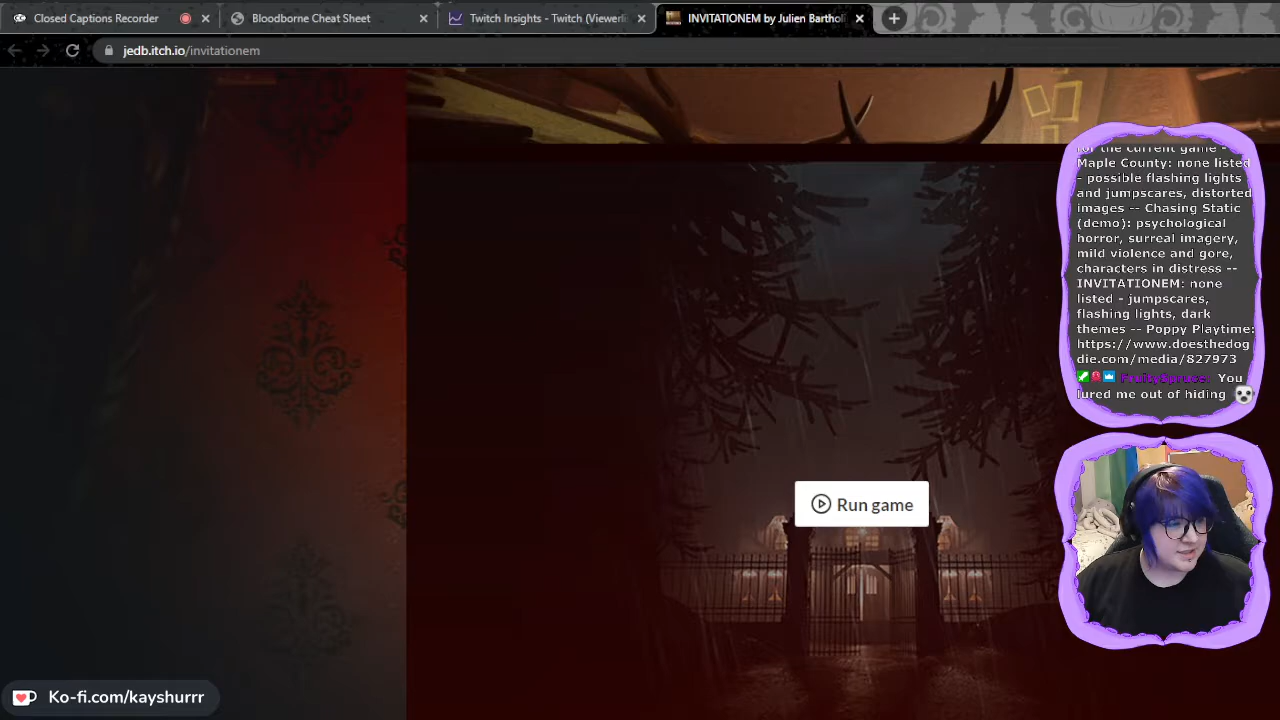 Closed Captions Recorder
Bloodborne Cheat Sheet
Twitch Insights - Twitch (Viewerli
INVITATIONEM by Julien Barthol
jedb.itch.io/invitationem
for the current game -
Maple County: none listed
- possible flashing lights
and jumpscares, distorted
images -- Chasing Static
(demo): psychological
horror, surreal imagery,
mild violence and gore,
characters in distress --
INVITATIONEM: none
listed - jumpscares,
flashing lights, dark
themes -- Poppy Playtime:
https://www.doesthedog
die.com/media/827973
FruitySpruce: You
lured me out of hiding
Run game
Ko-fi.com/kayshurrr